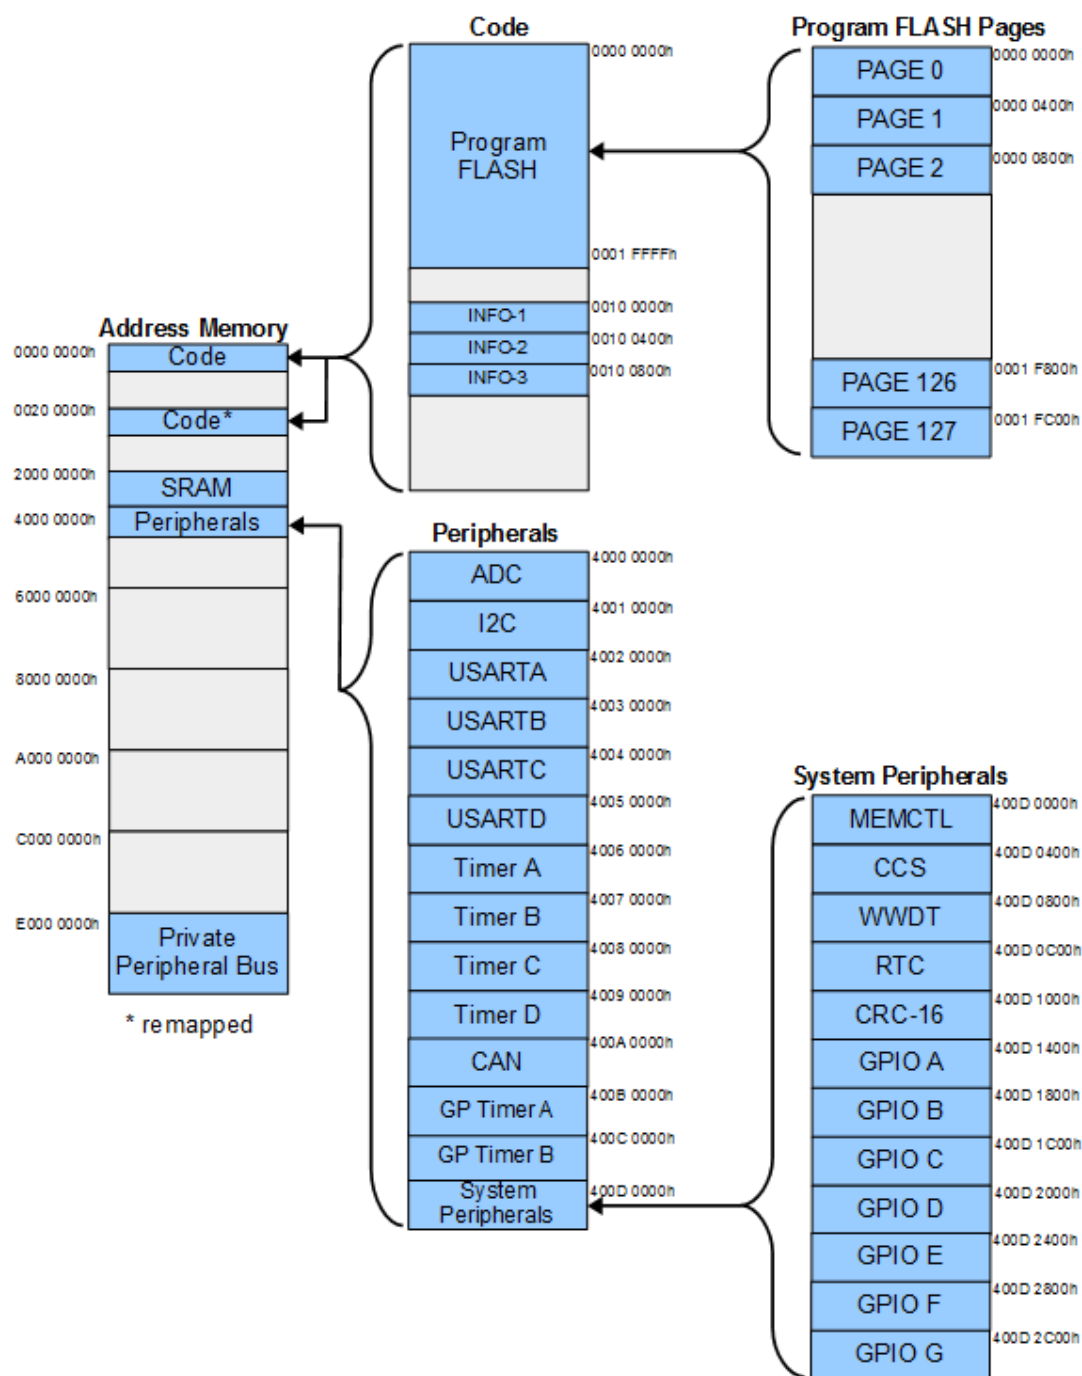 Code
0000 0000h
Program
FLASH
0001 FFFFh
INFO-1
0010 0000h
INFO-2
0010 0400h
INFO-3
0010 0800h
Program FLASH Pages
PAGE 0
0000 0000h
PAGE 1
0000 0400h
PAGE 2
0000 0800h
PAGE 126
0001 F800h
PAGE 127
0001 FC00h
Address Memory
0000 0000h
Code
0020 0000h
Code*
2000 0000h
SRAM
4000 0000h
Peripherals
6000 0000h
8000 0000h
A000 0000h
C000 0000h
E000 0000h
Private
Peripheral Bus
* remapped
Peripherals
ADC
4000 0000h
I2C
4001 0000h
USARTA
4002 0000h
USARTB
4003 0000h
USARTC
4004 0000h
USARTD
4005 0000h
Timer A
4006 0000h
Timer B
4007 0000h
Timer C
4008 0000h
Timer D
4009 0000h
CAN
400A 0000h
GP Timer A
400B 0000h
GP Timer B
400C 0000h
System
Peripherals
400D 0000h
System Peripherals
MEMCTL
400D 0000h
CCS
400D 0400h
WWDT
400D 0800h
RTC
400D 0C00h
CRC-16
400D 1000h
GPIO A
400D 1400h
GPIO B
400D 1800h
GPIO C
400D 1C00h
GPIO D
400D 2000h
GPIO E
400D 2400h
GPIO F
400D 2800h
GPIO G
400D 2C00h